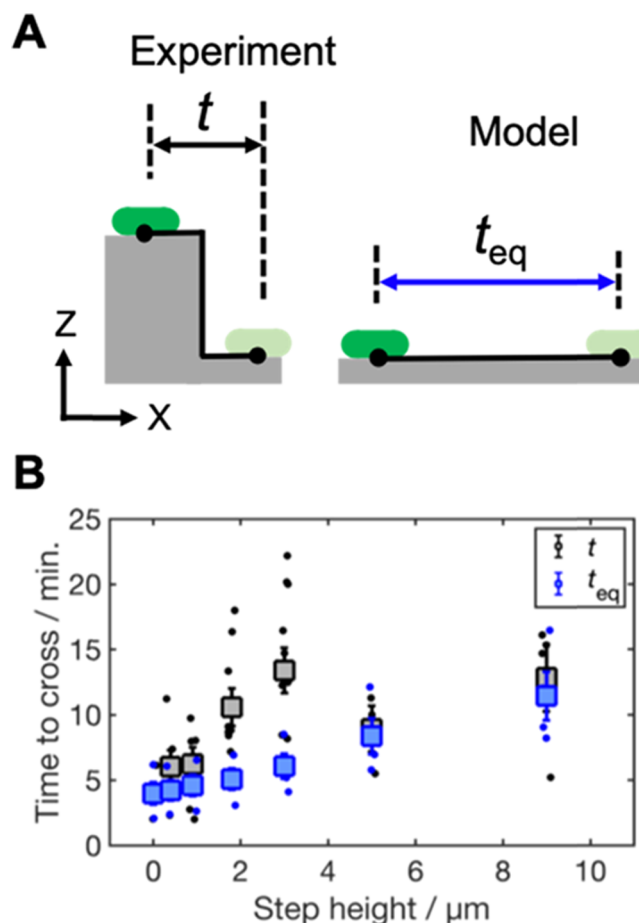 A
Experiment
t
Model
t_eq
Z
X
B
25
20
15
10
5
0
Time to cross / min.
t
t_eq
0 2 4 6 8 10
Step height / μm